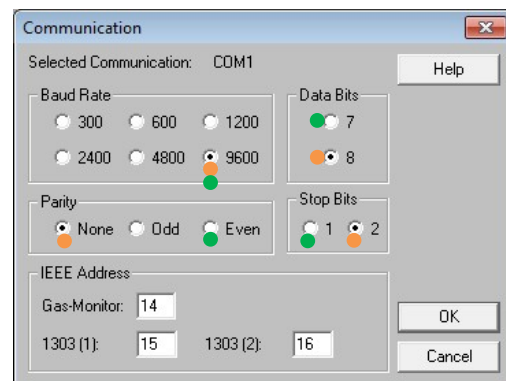 Communication
Selected Communication: COM1
Help
Baud Rate
300 600 1200
2400 4800 9600
Data Bits
7
8
Parity
None Odd Even
Stop Bits
1 2
IEEE Address
Gas-Monitor: 14
1303 (1): 15 1303 (2): 16
OK
Cancel